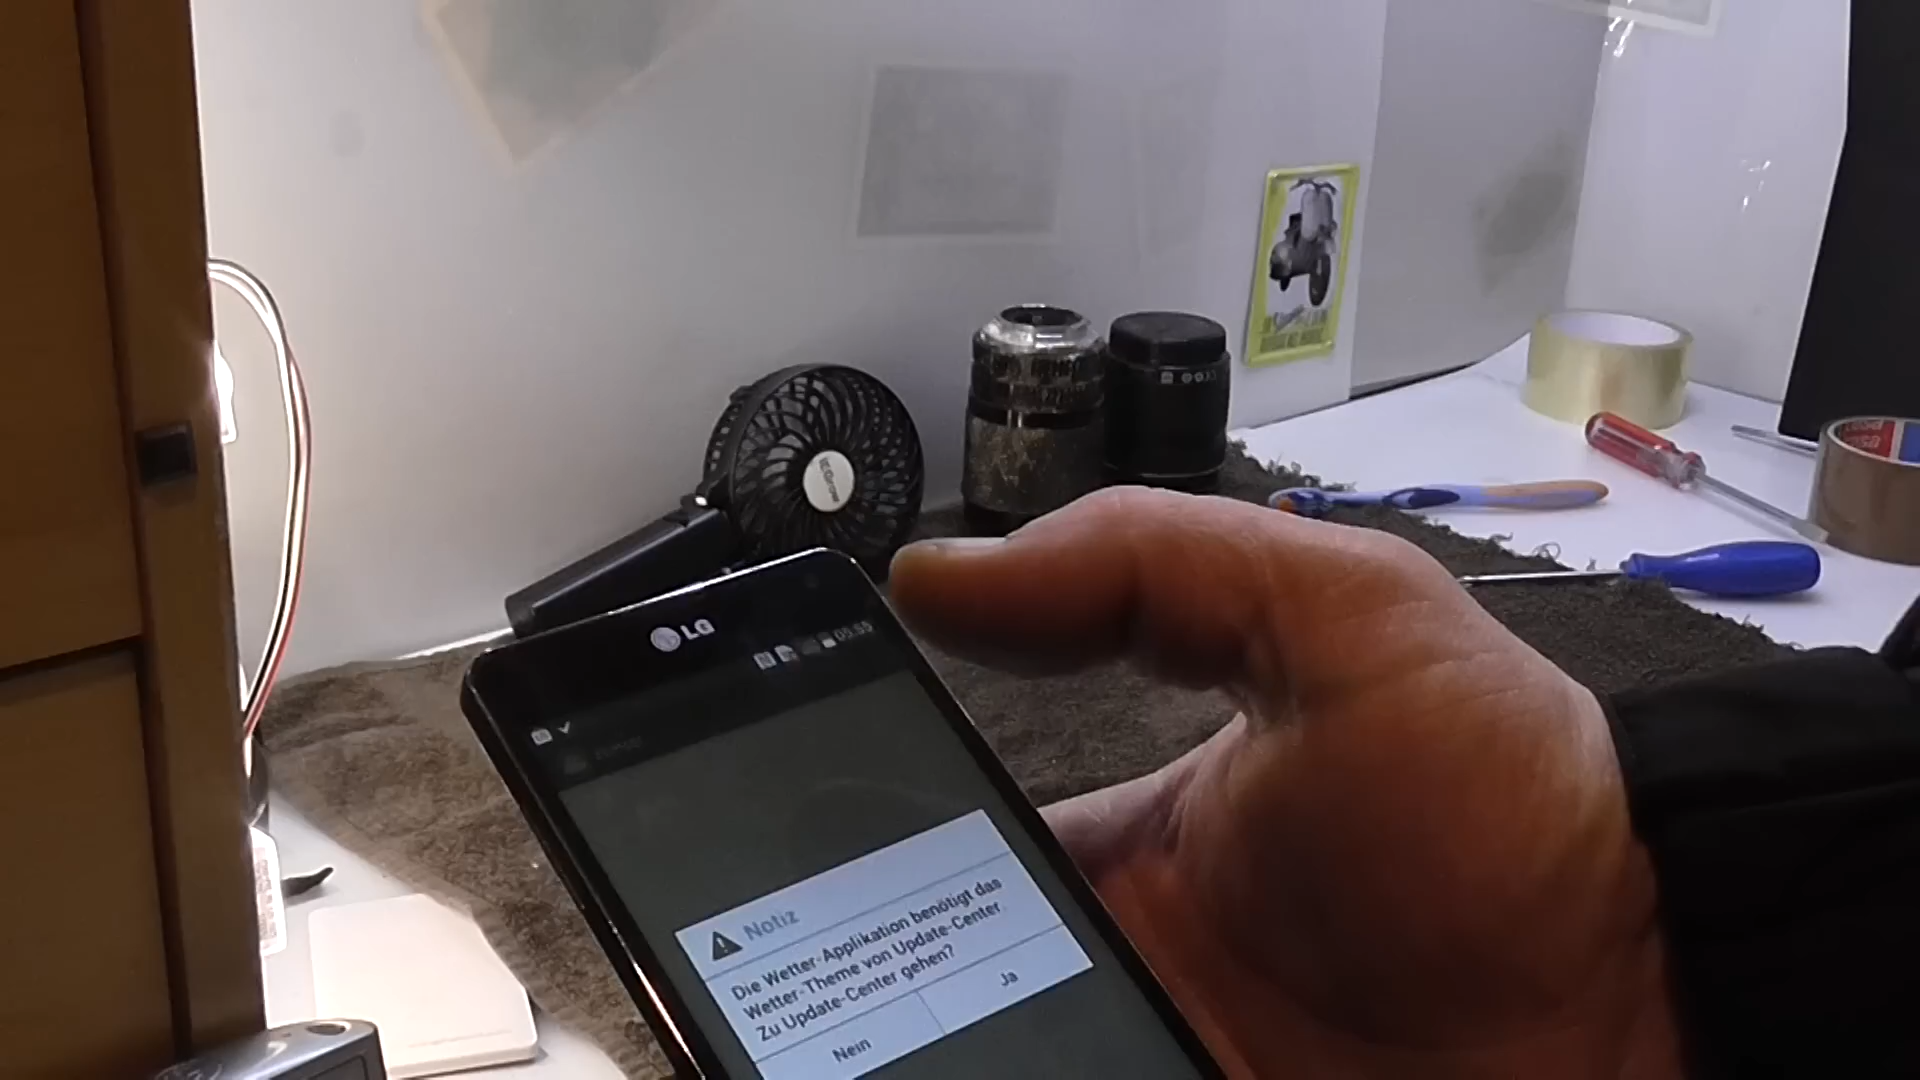 LG
05:55
Notiz
Die Wetter-Applikation benötigt das
Wetter-Theme von Update-Center.
Zu Update-Center gehen?
Nein
Ja
tesa